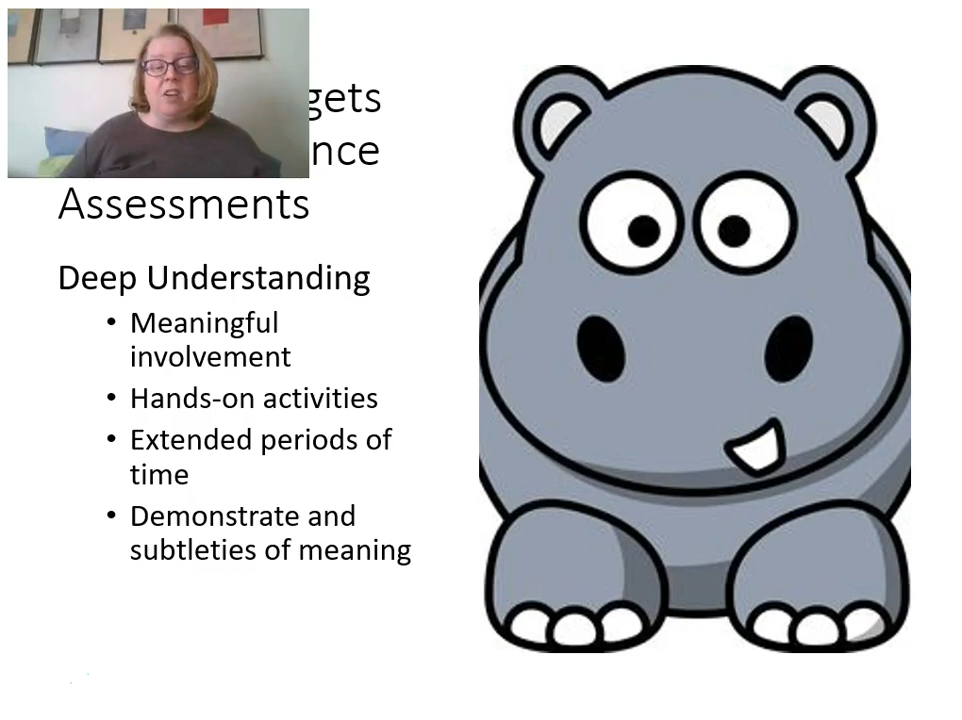 gets
nce
Assessments
Deep Understanding
• Meaningful
involvement
• Hands-on activities
• Extended periods of
time
• Demonstrate and
subtleties of meaning